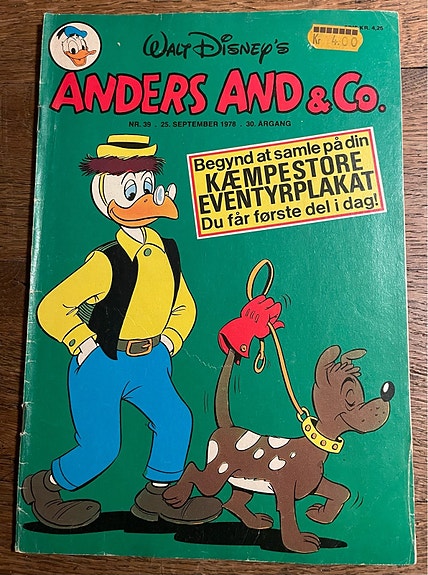 KR. 4,25
Kr 4.00
WALT DISNEY'S
ANDERS AND & CO.
NR. 39 . 25. SEPTEMBER 1978 . 30. ÅRGANG
Begynd at samle på din
KÆMPESTORE
EVENTYRPLAKAT
Du får første del i dag!